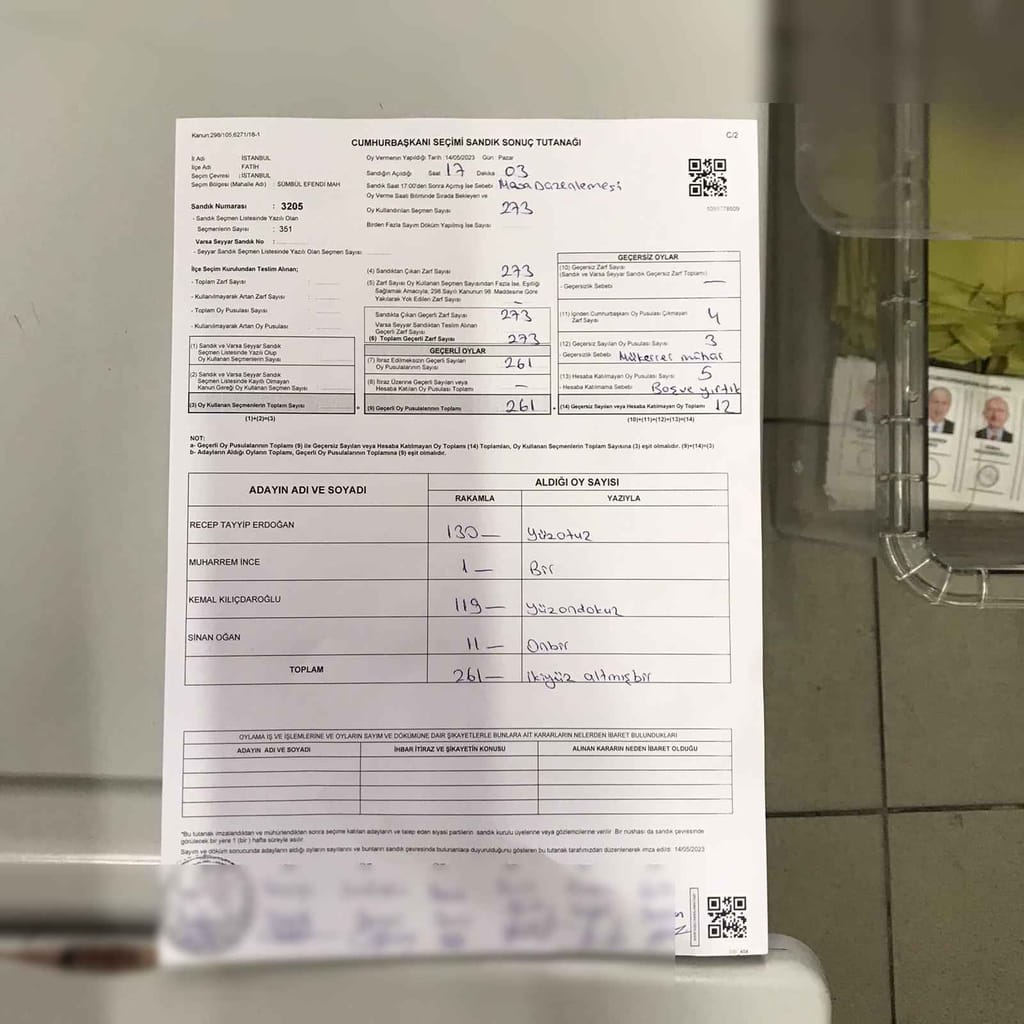 Kanun:298/105,6271/18-1
C/2
CUMHURBAŞKANI SEÇİMİ SANDIK SONUÇ TUTANAĞI
İl Adı : İSTANBUL
İlçe Adı : FATİH
Seçim Çevresi : İSTANBUL
Seçim Bölgesi (Mahalle Adı) : SÜMBÜL EFENDİ MAH
Sandık Numarası : 3205
- Sandık Seçmen Listesinde Yazılı Olan
Seçmenlerin Sayısı : 351
Varsa Seyyar Sandık No :
- Seyyar Sandık Seçmen Listesinde Yazılı Olan Seçmen Sayısı
Oy Vermenin Yapıldığı Tarih :14/05/2023 Gün : Pazar
Sandığın Açıldığı Saat 17 Dakika 03
Sandık Saat 17.00'den Sonra Açılmış İse Sebebi Masa Düzenlemesi
Oy Verme Saati Bitiminde Sırada Bekleyen ve
Oy Kullandırılan Seçmen Sayısı 273
Birden Fazla Sayım Döküm Yapılmış İse Sayısı
İlçe Seçim Kurulundan Teslim Alınan;
- Toplam Zarf Sayısı :
- Kullanılmayarak Artan Zarf Sayısı :
- Toplam Oy Pusulası Sayısı :
- Kullanılmayarak Artan Oy Pusulası :
(1) Sandık ve Varsa Seyyar Sandık
Seçmen Listesinde Yazılı Olup
Oy Kullanan Seçmenlerin Sayısı
(2) Sandık ve Varsa Seyyar Sandık
Seçmen Listesinde Kayıtlı Olmayan
Kanun Gereği Oy Kullanan Seçmen Sayısı
(3) Oy Kullanan Seçmenlerin Toplam Sayısı
(1)+(2)=(3)
(4) Sandıktan Çıkan Zarf Sayısı 273
(5) Zarf Sayısı Oy Kullanan Seçmen Sayısından Fazla İse, Eşitliği
Sağlamak Amacıyla, 298 Sayılı Kanunun 98. Maddesine Göre
Yakılarak Yok Edilen Zarf Sayısı —
Sandıkta Çıkan Geçerli Zarf Sayısı 273
Varsa Seyyar Sandıktan Teslim Alınan
Geçerli Zarf Sayısı
(6) Toplam Geçerli Zarf Sayısı 273
GEÇERLİ OYLAR
(7) İtiraz Edilmeksizin Geçerli Sayılan
Oy Pusulalarının Sayısı 261
(8) İtiraz Üzerine Geçerli Sayılan veya
Hesaba Katılan Oy Pusulası Toplamı —
(9) Geçerli Oy Pusulalarının Toplamı 261
GEÇERSİZ OYLAR
(10) Geçersiz Zarf Sayısı
(Sandık ve Varsa Seyyar Sandık Geçersiz Zarf Toplamı) —
- Geçersizlik Sebebi
(11) İçinden Cumhurbaşkanı Oy Pusulası Çıkmayan
Zarf Sayısı 4
(12) Geçersiz Sayılan Oy Pusulası Sayısı 3
- Geçersizlik Sebebi Mükerrer mühür
(13) Hesaba Katılmayan Oy Pusulası Sayısı 5
- Hesaba Katılmama Sebebi Boş ve yırtık
(14) Geçersiz Sayılan veya Hesaba Katılmayan Oy Toplamı 12
(10)+(11)+(12)+(13)=(14)
NOT:
a- Geçerli Oy Pusulalarının Toplamı (9) ile Geçersiz Sayılan veya Hesaba Katılmayan Oy Toplamı (14) Toplamları, Oy Kullanan Seçmenlerin Toplam Sayısına (3) eşit olmalıdır. (9)+(14)=(3)
b- Adayların Aldığı Oyların Toplamı, Geçerli Oy Pusulalarının Toplamına (9) eşit olmalıdır.
ADAYIN ADI VE SOYADI ALDIĞI OY SAYISI
RAKAMLA YAZIYLA
RECEP TAYYİP ERDOĞAN 130— Yüzotuz
MUHARREM İNCE 1— Bir
KEMAL KILIÇDAROĞLU 119— Yüzondokuz
SİNAN OĞAN 11— Onbir
TOPLAM 261— ikiyüz altmışbir
OYLAMA İŞ VE İŞLEMLERİNE VE OYLARIN SAYIM VE DÖKÜMÜNE DAİR ŞİKAYETLERLE BUNLARA AİT KARARLARIN NELERDEN İBARET BULUNDUKLARI
ADAYIN ADI VE SOYADI İHBAR İTİRAZ VE ŞİKAYETİN KONUSU ALINAN KARARIN NEDEN İBARET OLDUĞU
*Bu tutanak imzalandıktan ve mühürlendikten sonra seçime katılan adayların ve talep eden siyasi partilerin sandık kurulu üyelerine veya gözlemcilerine verilir. Bir nüshası da sandık çevresinde
görülecek bir yere 1 (bir) hafta süreyle asılır.
Sayım ve döküm sonucunda adayların aldığı oyların sayılarını ve bunların sandık çevresinde bulunanlara duyurulduğunu gösteren bu tutanak tarafımızdan düzenlenerek imza edildi. 14/05/2023